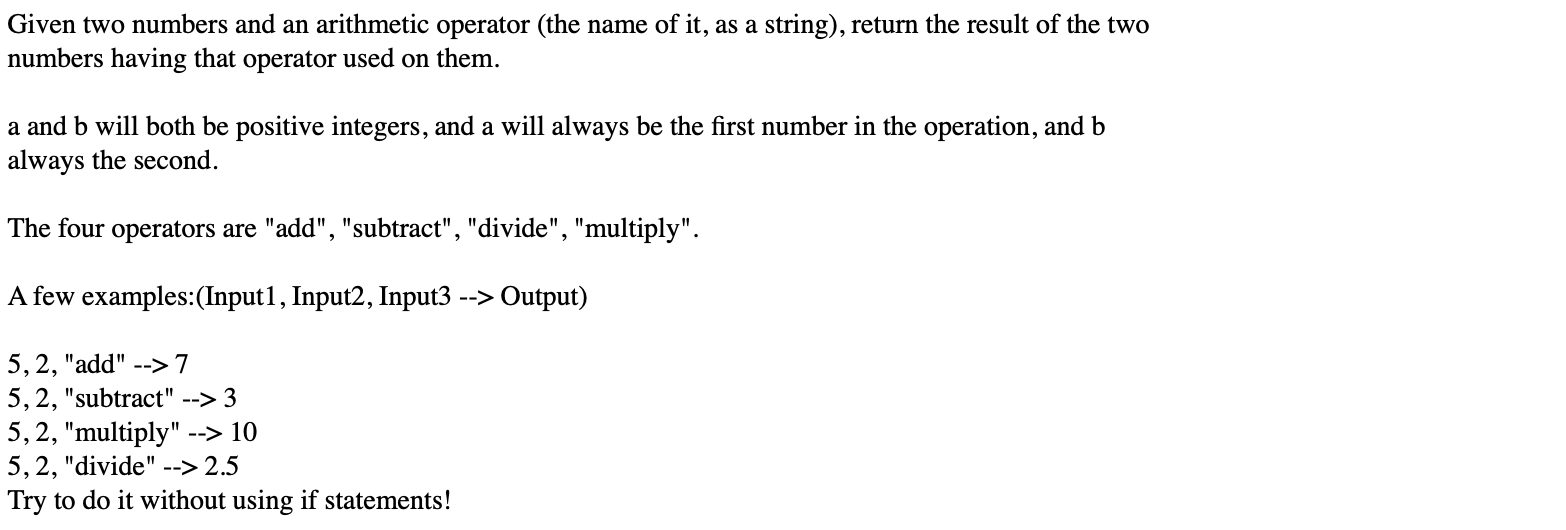 Given two numbers and an arithmetic operator (the name of it, as a string), return the result of the two
numbers having that operator used on them.
a and b will both be positive integers, and a will always be the first number in the operation, and b
always the second.
The four operators are "add", "subtract", "divide", "multiply".
A few examples:(Input1, Input2, Input3 --> Output)
5, 2, "add" --> 7
5, 2, "subtract" --> 3
5, 2, "multiply" --> 10
5, 2, "divide" --> 2.5
Try to do it without using if statements!